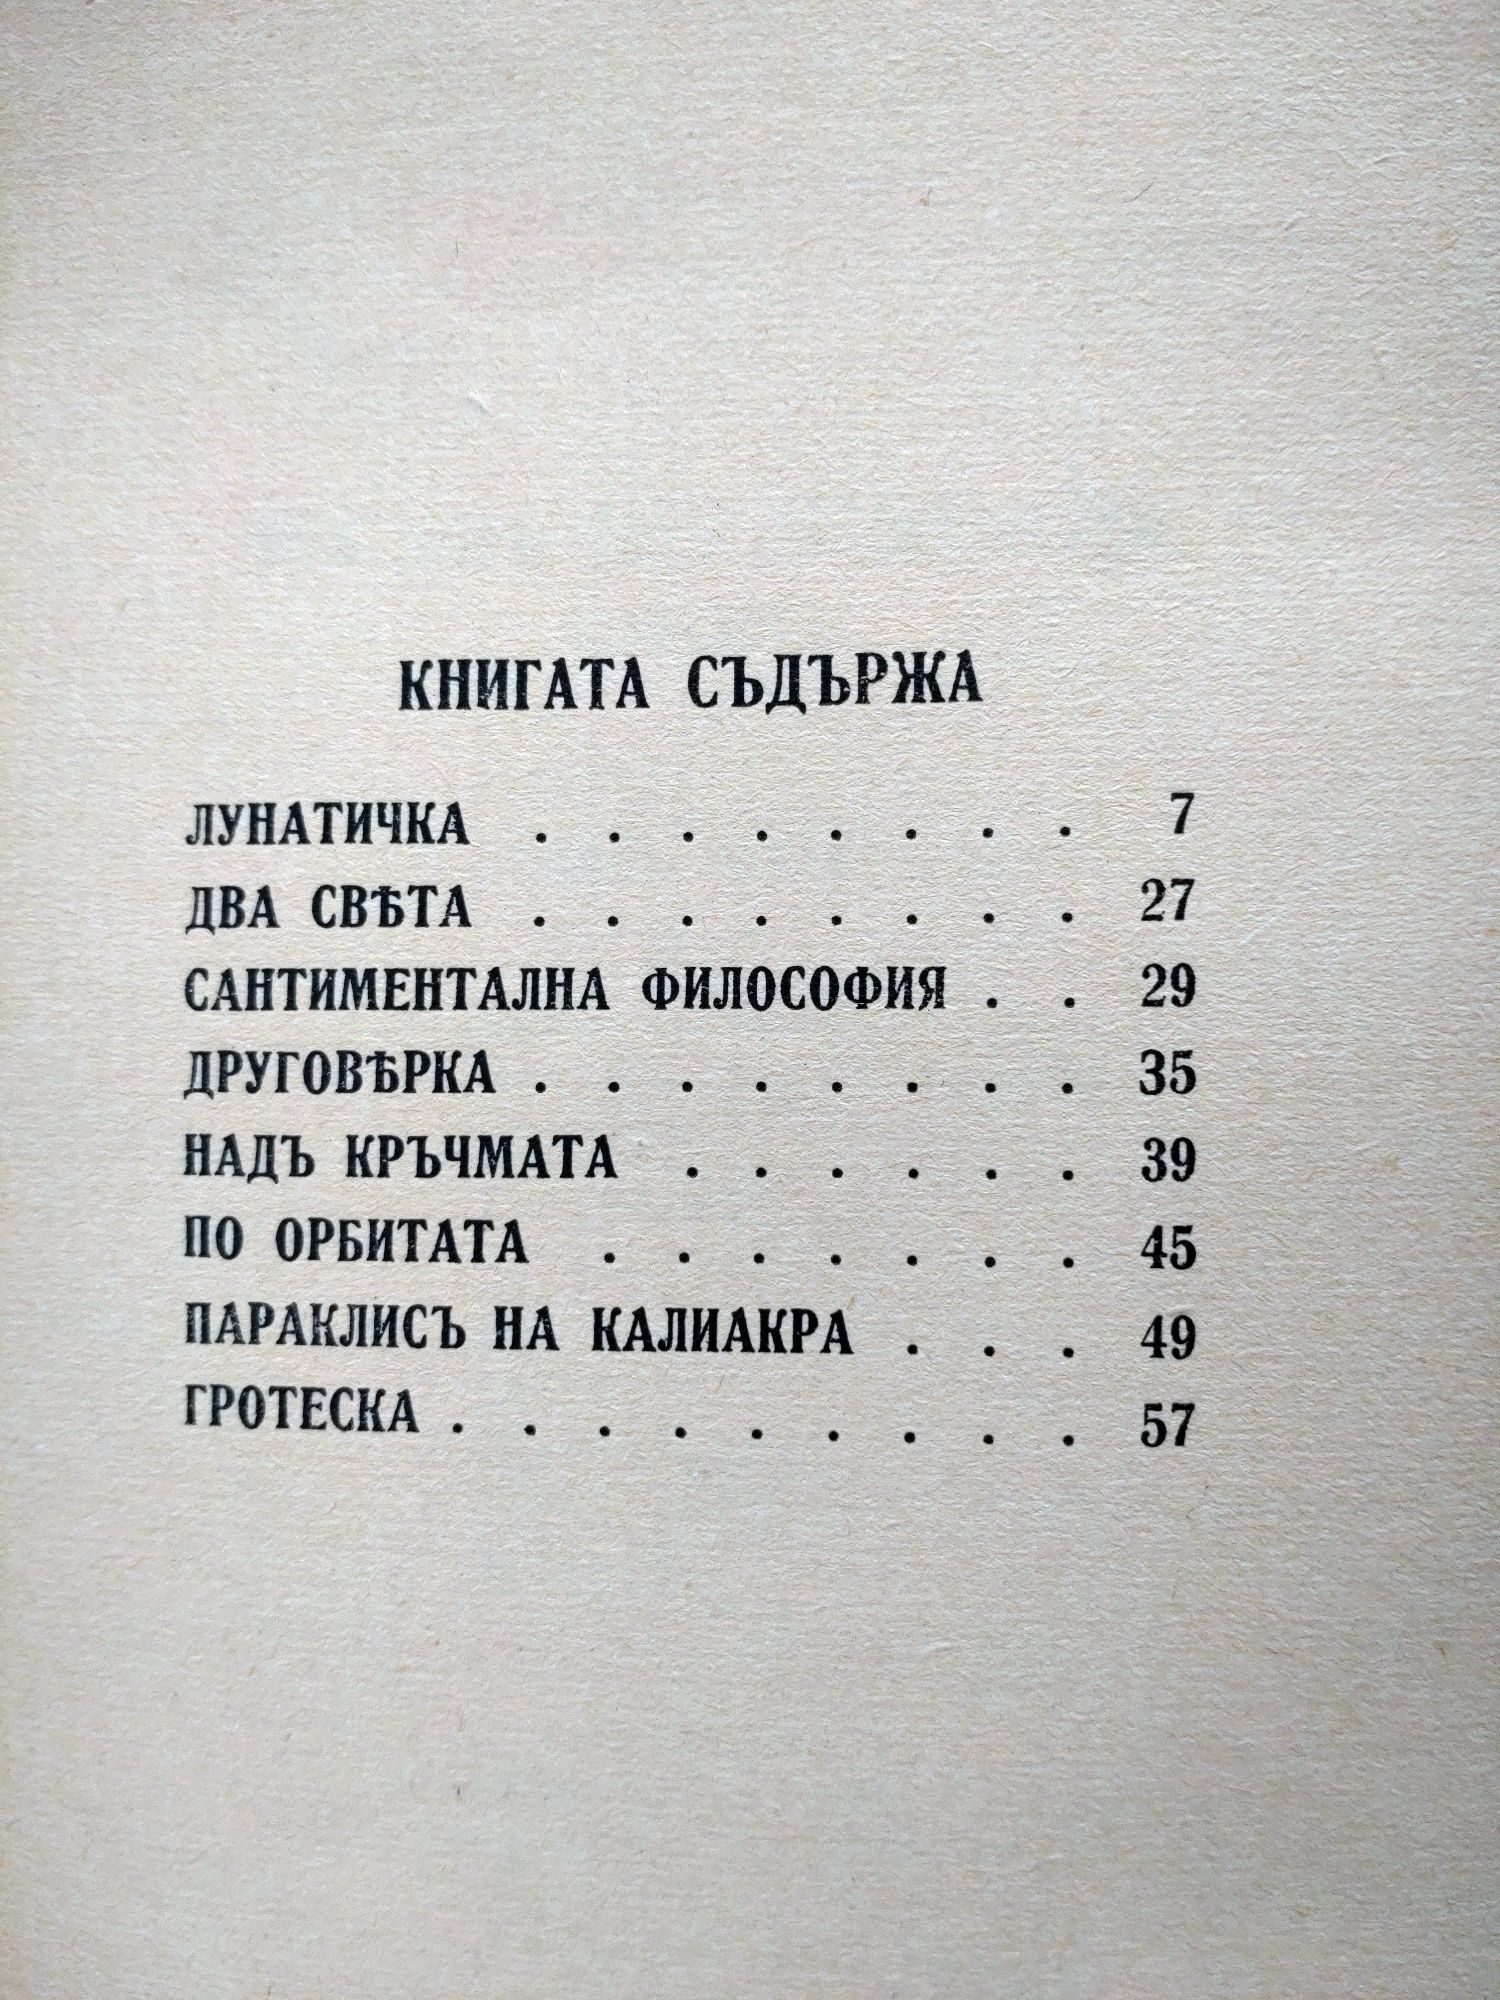 КНИГАТА СЪДЪРЖА
ЛУНАТИЧКА . . . . . . . . 7
ДВА СВѢТА . . . . . . . . 27
САНТИМЕНТАЛНА ФИЛОСОФИЯ . . 29
ДРУГОВѢРКА . . . . . . . . 35
НАДЪ КРЪЧМАТА . . . . . . 39
ПО ОРБИТАТА . . . . . . . 45
ПАРАКЛИСЪ НА КАЛИАКРА . . . 49
ГРОТЕСКА . . . . . . . . . 57